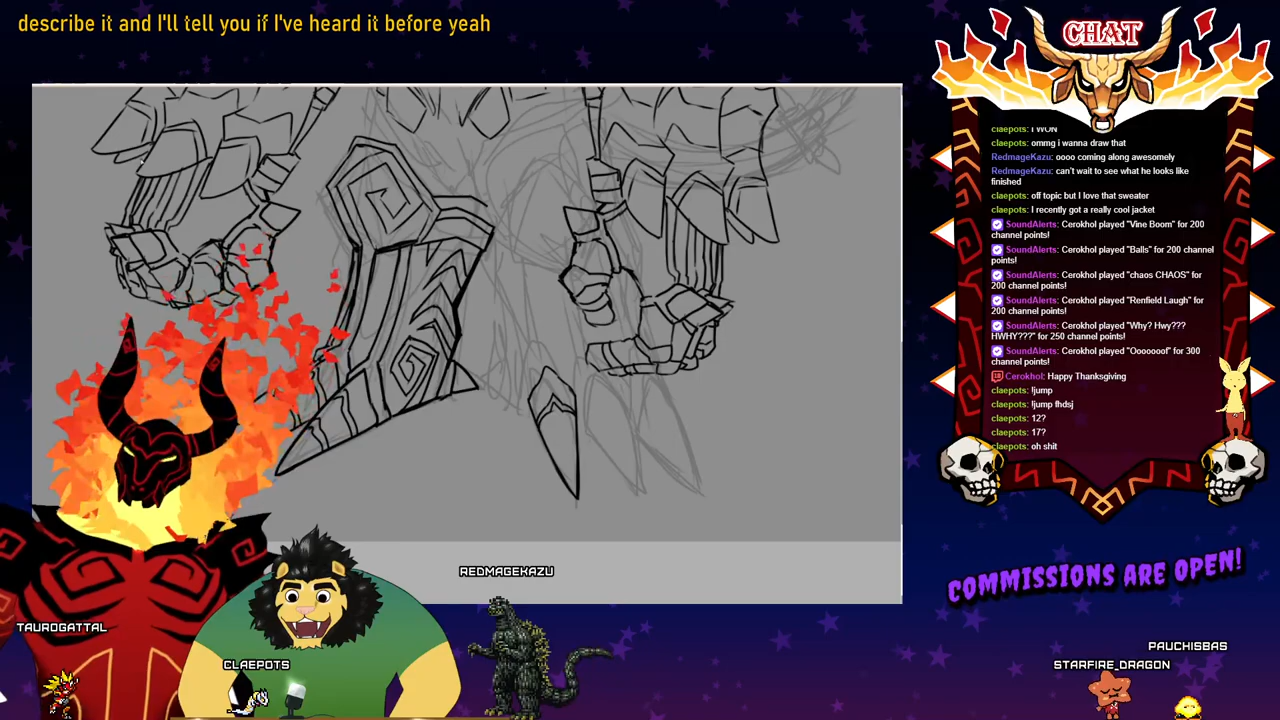 describe it and I'll tell you if I've heard it before yeah
CHAT
claepots: I WON
claepots: ommg i wanna draw that
RedmageKazu: oooo coming along awesomely
RedmageKazu: can't wait to see what he looks like
finished
claepots: off topic but I love that sweater
claepots: I recently got a really cool jacket
SoundAlerts: Cerokhol played "Vine Boom" for 200
channel points!
SoundAlerts: Cerokhol played "Balls" for 200 channel
points!
SoundAlerts: Cerokhol played "chaos CHAOS" for
200 channel points!
SoundAlerts: Cerokhol played "Renfield Laugh" for
200 channel points!
SoundAlerts: Cerokhol played "Why? Hwy???
HWHY???" for 250 channel points!
SoundAlerts: Cerokhol played "Ooooooof" for 300
channel points!
Cerokhol: Happy Thanksgiving
claepots: !jump
claepots: !jump fhdsj
claepots: 12?
claepots: 17?
claepots: oh shit
COMMISSIONS ARE OPEN!
REDMAGEKAZU
TAUROGATTAL
CLAEPOTS
PAUCHISBAS
STARFIRE_DRAGON